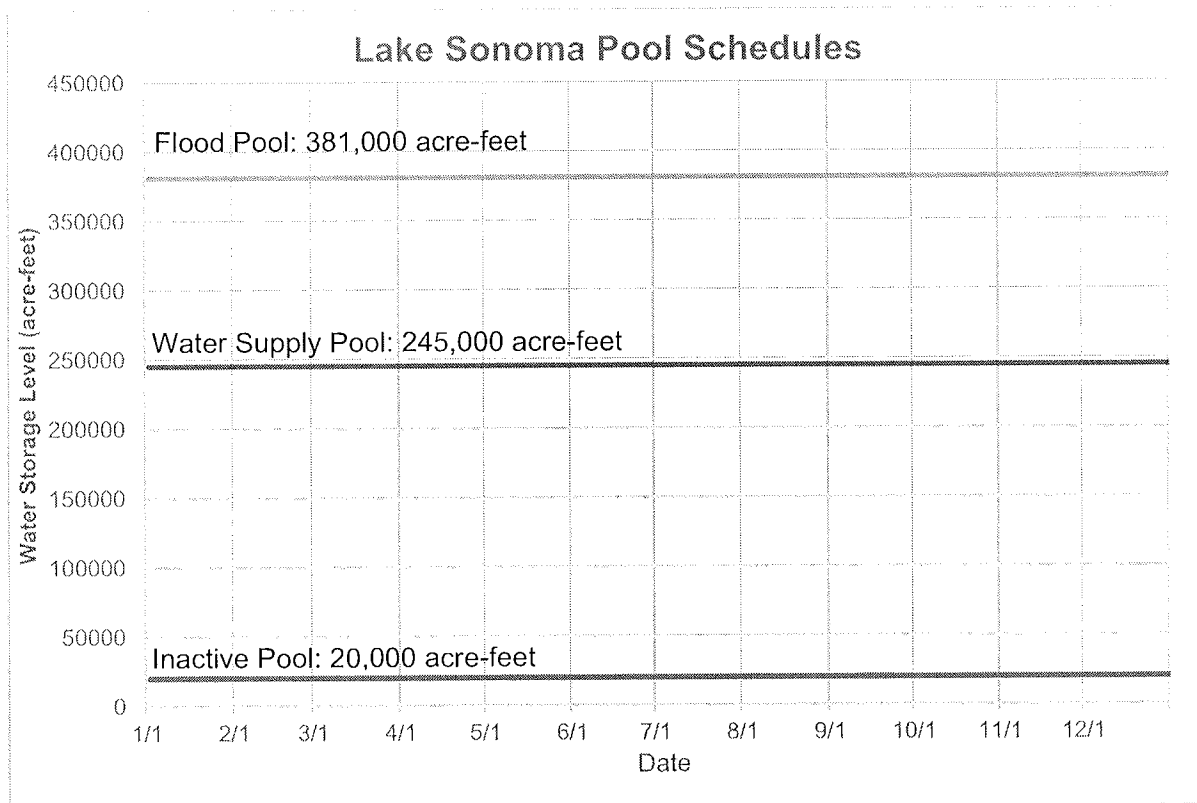 Lake Sonoma Pool Schedules
450000
Flood Pool: 381,000 acre-feet
400000
350000
300000
Water Supply Pool: 245,000 acre-feet
250000
200000
150000
100000
50000
Inactive Pool: 20,000 acre-feet
0
Water Storage Level (acre-feet)
1/1 2/1 3/1 4/1 5/1 6/1 7/1 8/1 9/1 10/1 11/1 12/1
Date